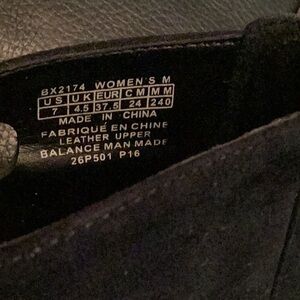 BX2174 WOMEN'S M
US UK EUR CM MM
7 4.5 37.5 24 240
MADE IN CHINA
FABRIQUÉ EN CHINE
LEATHER UPPER
BALANCE MAN MADE
26P501 P16